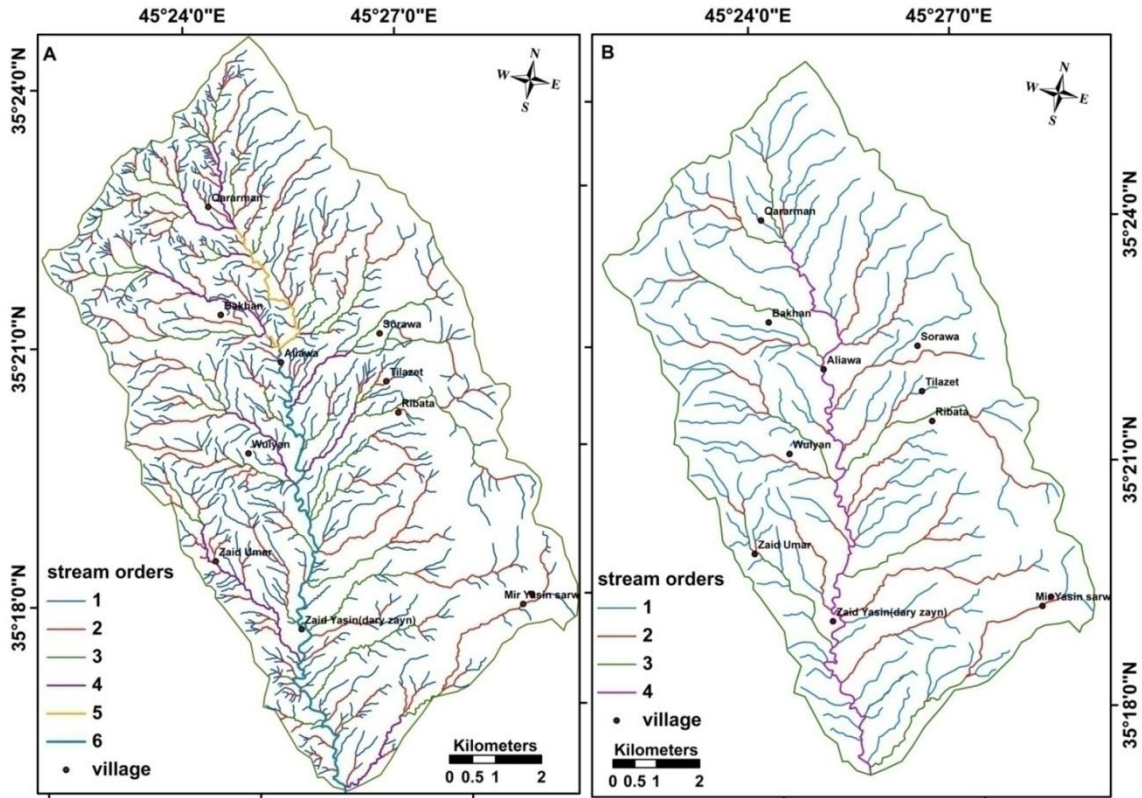 45°24'0"E
45°27'0"E
45°24'0"E
45°27'0"E
A
N
W
E
S
35°24'0"N
35°21'0"N
35°18'0"N
Qararman
Bakhan
Sorawa
Aliawa
Tilazet
Ribata
Wulyan
Zaid Umar
Mir Yasin sarw
Zaid Yasin(dary zayn)
stream orders
1
2
3
4
5
6
village
Kilometers
0 0.5 1 2
B
N
W
E
S
35°24'0"N
35°21'0"N
35°18'0"N
Qararman
Bakhan
Sorawa
Aliawa
Tilazet
Ribata
Wulyan
Zaid Umar
Mir Yasin sarw
Zaid Yasin(dary zayn)
stream orders
1
2
3
4
village
Kilometers
0 0.5 1 2